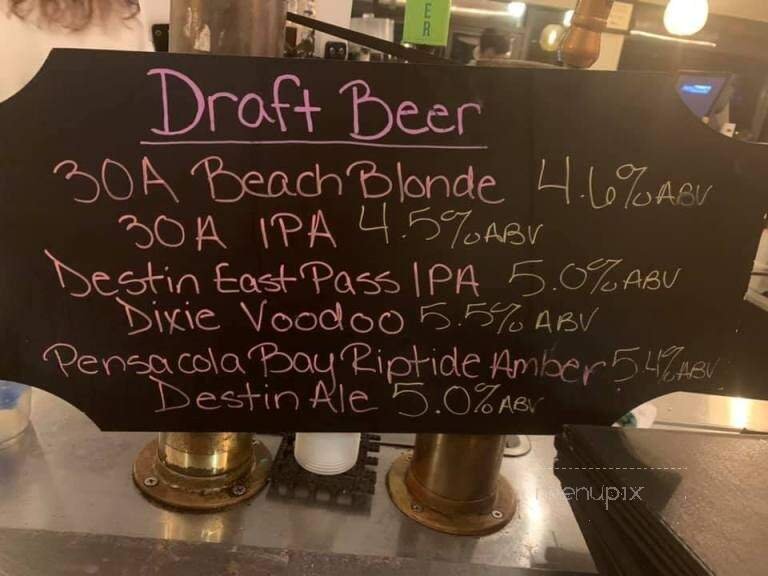 ER
Draft Beer
30A Beach Blonde 4.6% ABV
30A IPA 4.5% ABV
Destin East Pass IPA 5.0% ABV
Dixie Voodoo 5.5% ABV
Pensacola Bay Riptide Amber 5.4% ABV
Destin Ale 5.0% ABV
menupix